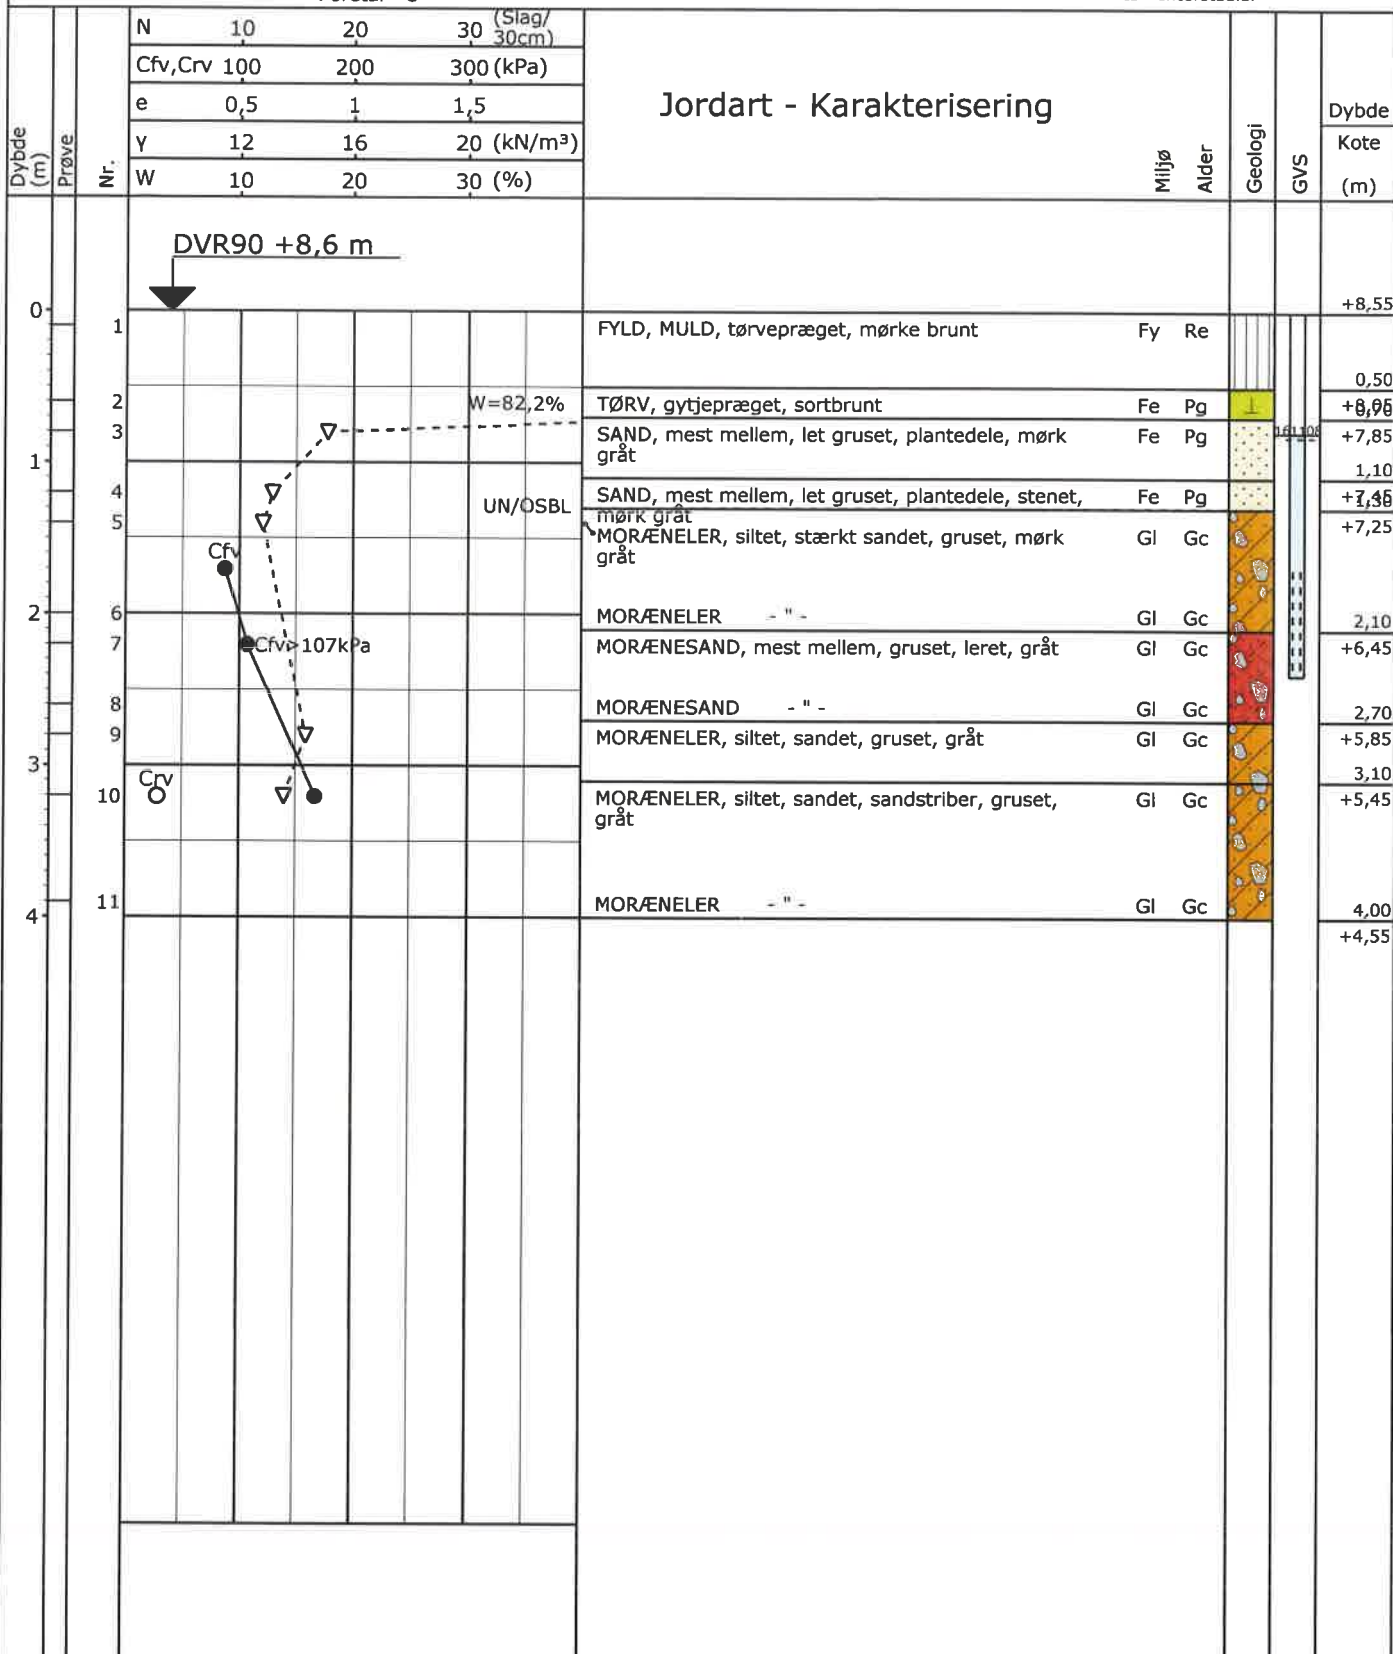 N 10 20 30 (Slag/30cm)
Cfv,Crv 100 200 300 (kPa)
e 0,5 1 1,5
γ 12 16 20 (kN/m³)
W 10 20 30 (%)
Dybde (m)
Prøve
Nr.
Jordart - Karakterisering
Miljø
Alder
Geologi
GVS
Dybde
Kote
(m)
DVR90 +8,6 m
+8,55
0
1 FYLD, MULD, tørvepræget, mørke brunt Fy Re
0,50
2 W=82,2% TØRV, gytjepræget, sortbrunt Fe Pg
+8,05
0,70
3 SAND, mest mellem, let gruset, plantedele, mørk Fe Pg
gråt
+7,85
1
1,10
4 SAND, mest mellem, let gruset, plantedele, stenet, Fe Pg
mørk gråt
+7,45
1,30
UN/OSBL
5
+7,25
MORÆNELER, siltet, stærkt sandet, gruset, mørk Gl Gc
gråt
Cfv
2
6 MORÆNELER - " - Gl Gc
2,10
7 Cfv>107kPa MORÆNESAND, mest mellem, gruset, leret, gråt Gl Gc
+6,45
8 MORÆNESAND - " - Gl Gc
2,70
9 MORÆNELER, siltet, sandet, gruset, gråt Gl Gc
+5,85
3
3,10
Crv
10 MORÆNELER, siltet, sandet, sandstriber, gruset, Gl Gc
gråt
+5,45
11 MORÆNELER - " - Gl Gc
4
4,00
+4,55